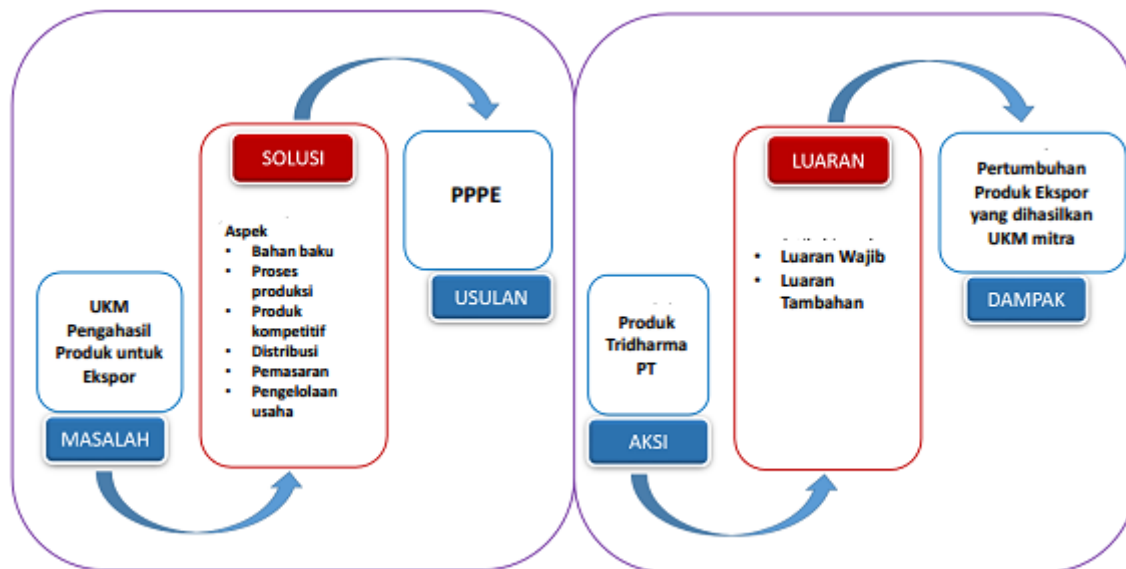 UKM
Pengahasil
Produk untuk
Ekspor
MASALAH
SOLUSI
Aspek
• Bahan baku
• Proses
produksi
• Produk
kompetitif
• Distribusi
• Pemasaran
• Pengelolaan
usaha
PPPE
USULAN
Produk
Tridharma
PT
AKSI
LUARAN
• Luaran Wajib
• Luaran
Tambahan
Pertumbuhan
Produk Ekspor
yang dihasilkan
UKM mitra
DAMPAK